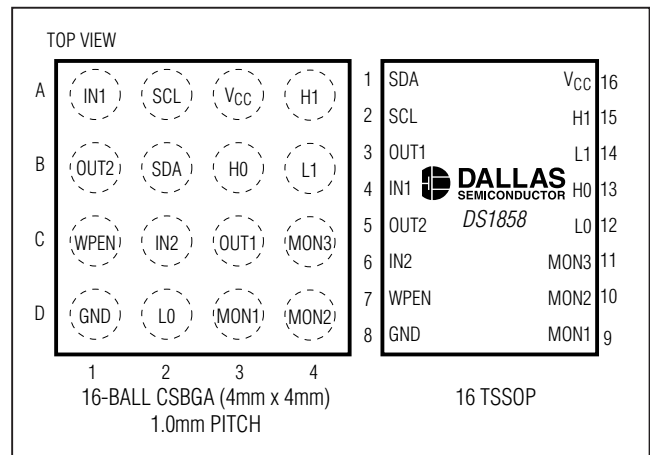 TOP VIEW
A IN1 SCL VCC H1
B OUT2 SDA H0 L1
C WPEN IN2 OUT1 MON3
D GND L0 MON1 MON2
1 2 3 4
16-BALL CSBGA (4mm x 4mm)
1.0mm PITCH
1 SDA VCC 16
2 SCL H1 15
3 OUT1 L1 14
4 IN1 DALLAS SEMICONDUCTOR H0 13
5 OUT2 DS1858 L0 12
6 IN2 MON3 11
7 WPEN MON2 10
8 GND MON1 9
16 TSSOP